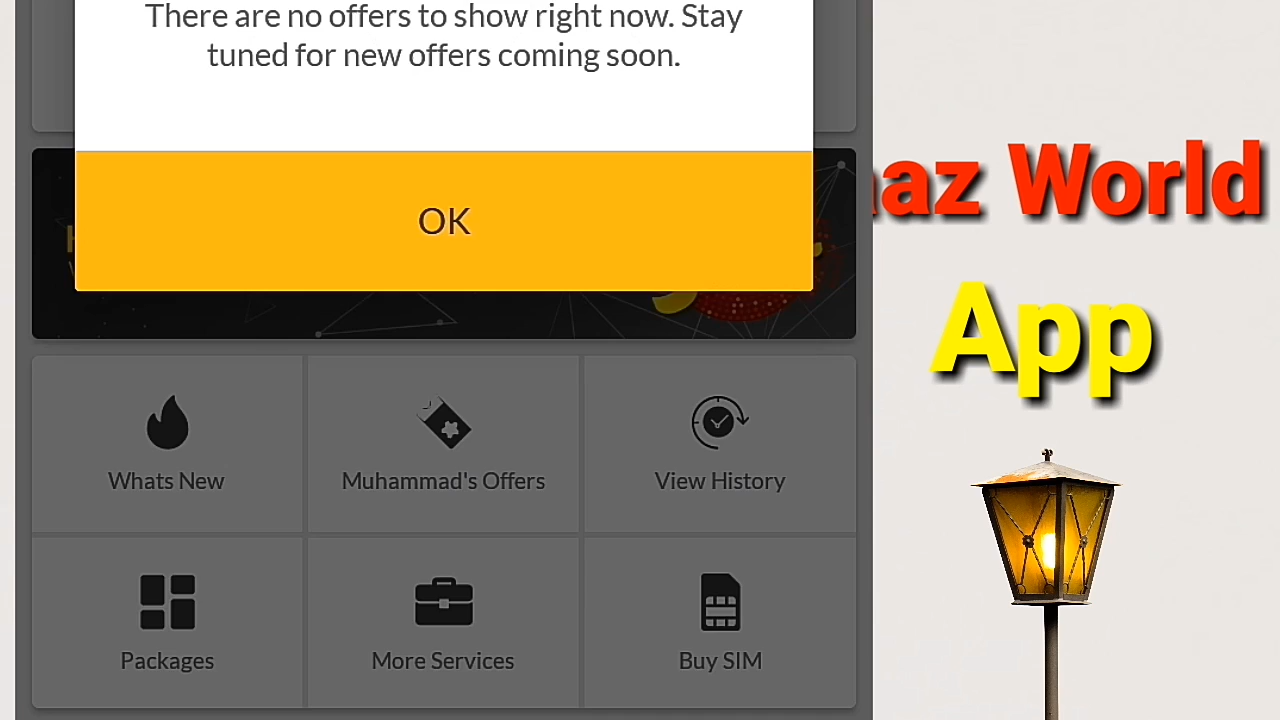 There are no offers to show right now. Stay
tuned for new offers coming soon.
OK
World
App
Whats New
Muhammad's Offers
View History
Packages
More Services
Buy SIM